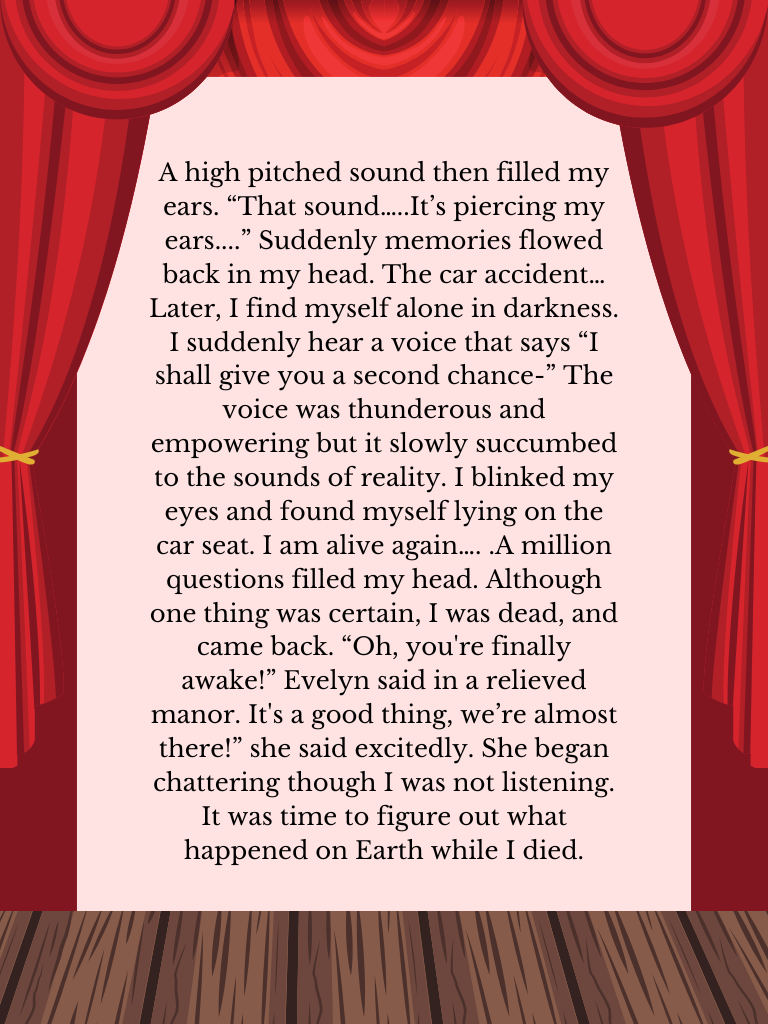 A high pitched sound then filled my
ears. “That sound.....It’s piercing my
ears....” Suddenly memories flowed
back in my head. The car accident...
Later, I find myself alone in darkness.
I suddenly hear a voice that says “I
shall give you a second chance-” The
voice was thunderous and
empowering but it slowly succumbed
to the sounds of reality. I blinked my
eyes and found myself lying on the
car seat. I am alive again.... .A million
questions filled my head. Although
one thing was certain, I was dead, and
came back. “Oh, you're finally
awake!” Evelyn said in a relieved
manor. It's a good thing, we’re almost
there!” she said excitedly. She began
chattering though I was not listening.
It was time to figure out what
happened on Earth while I died.